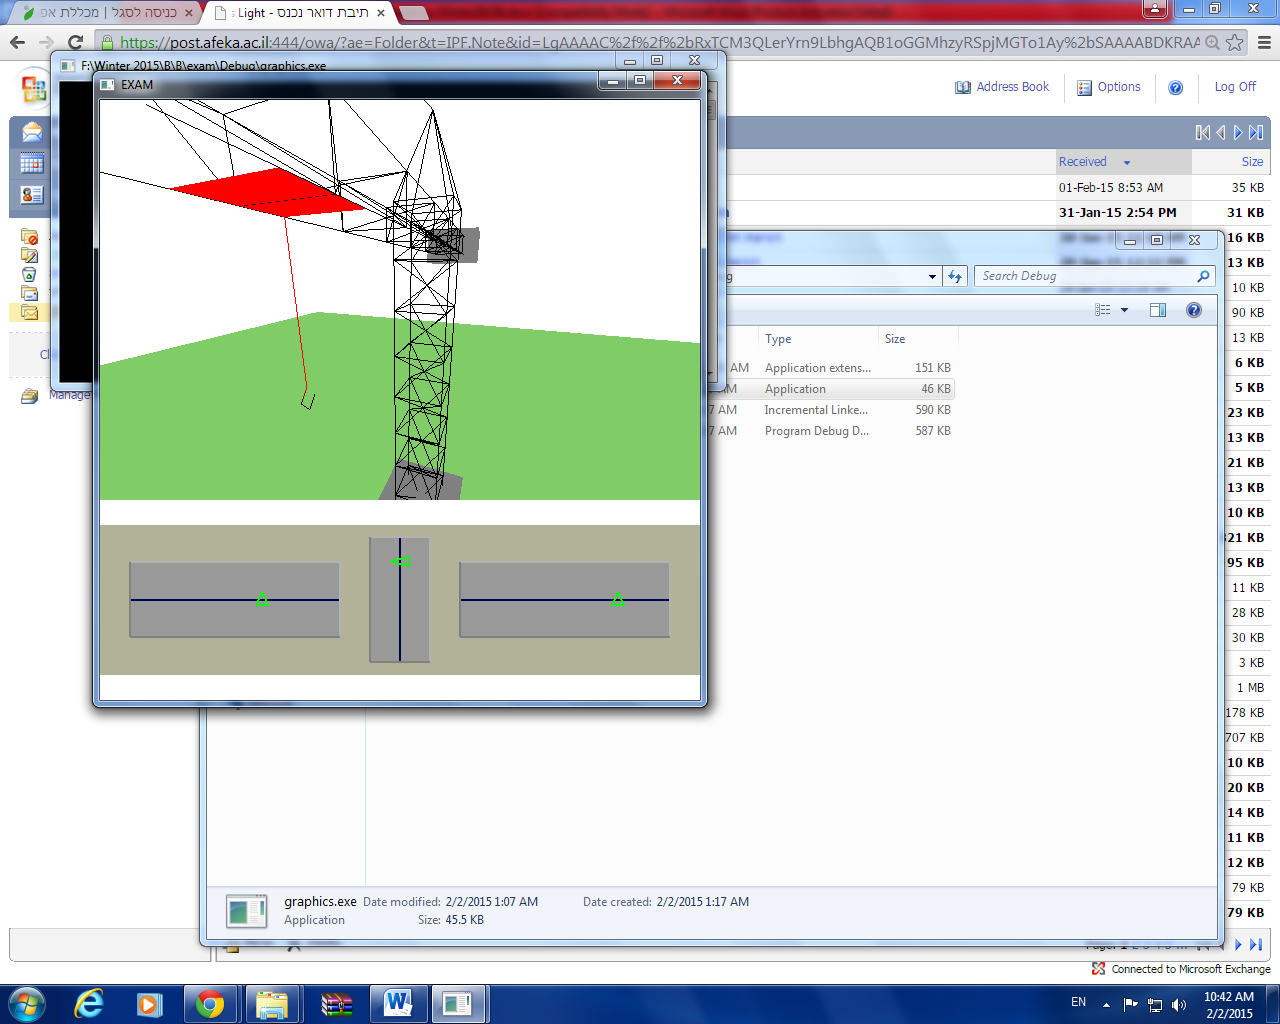 כניסה לסגל | מכללת אפ
Light - תיבת דואר נכנס
https://post.afeka.ac.il:444/owa/?ae=Folder&t=IPF.Note&id=LgAAAAC%2f%2f%2bRxTCM3QLerYrn9LbhgAQB1oGGMhzyRSpjMGTo1Ay%2bSAAAABDKRAA
F:\Winter 2015\B\B\exam\Debug\graphics.exe
EXAM
Address Book
Options
Log Off
Received
Size
01-Feb-15 8:53 AM
35 KB
31-Jan-15 2:54 PM
31 KB
16 KB
13 KB
10 KB
90 KB
13 KB
6 KB
5 KB
23 KB
13 KB
21 KB
13 KB
10 KB
321 KB
95 KB
11 KB
28 KB
30 KB
3 KB
1 MB
178 KB
707 KB
10 KB
20 KB
14 KB
11 KB
12 KB
79 KB
79 KB
Manage
Search Debug
Type
Size
AM
Application extens...
151 KB
Application
46 KB
7 AM
Incremental Linke...
590 KB
7 AM
Program Debug D...
587 KB
graphics.exe
Date modified: 2/2/2015 1:07 AM
Date created: 2/2/2015 1:17 AM
Application
Size: 45.5 KB
Connected to Microsoft Exchange
EN
10:42 AM
2/2/2015